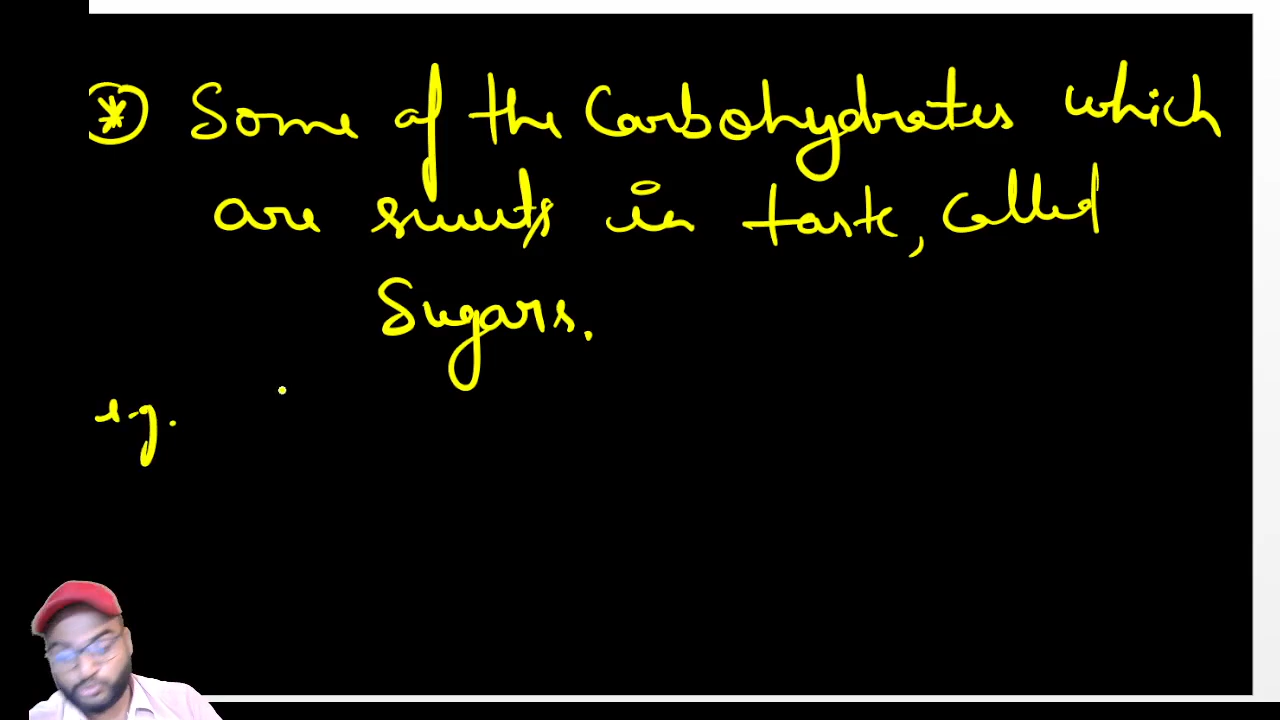 * Some of the Carbohydrates which
are sweets in taste, called
Sugars.
e.g.